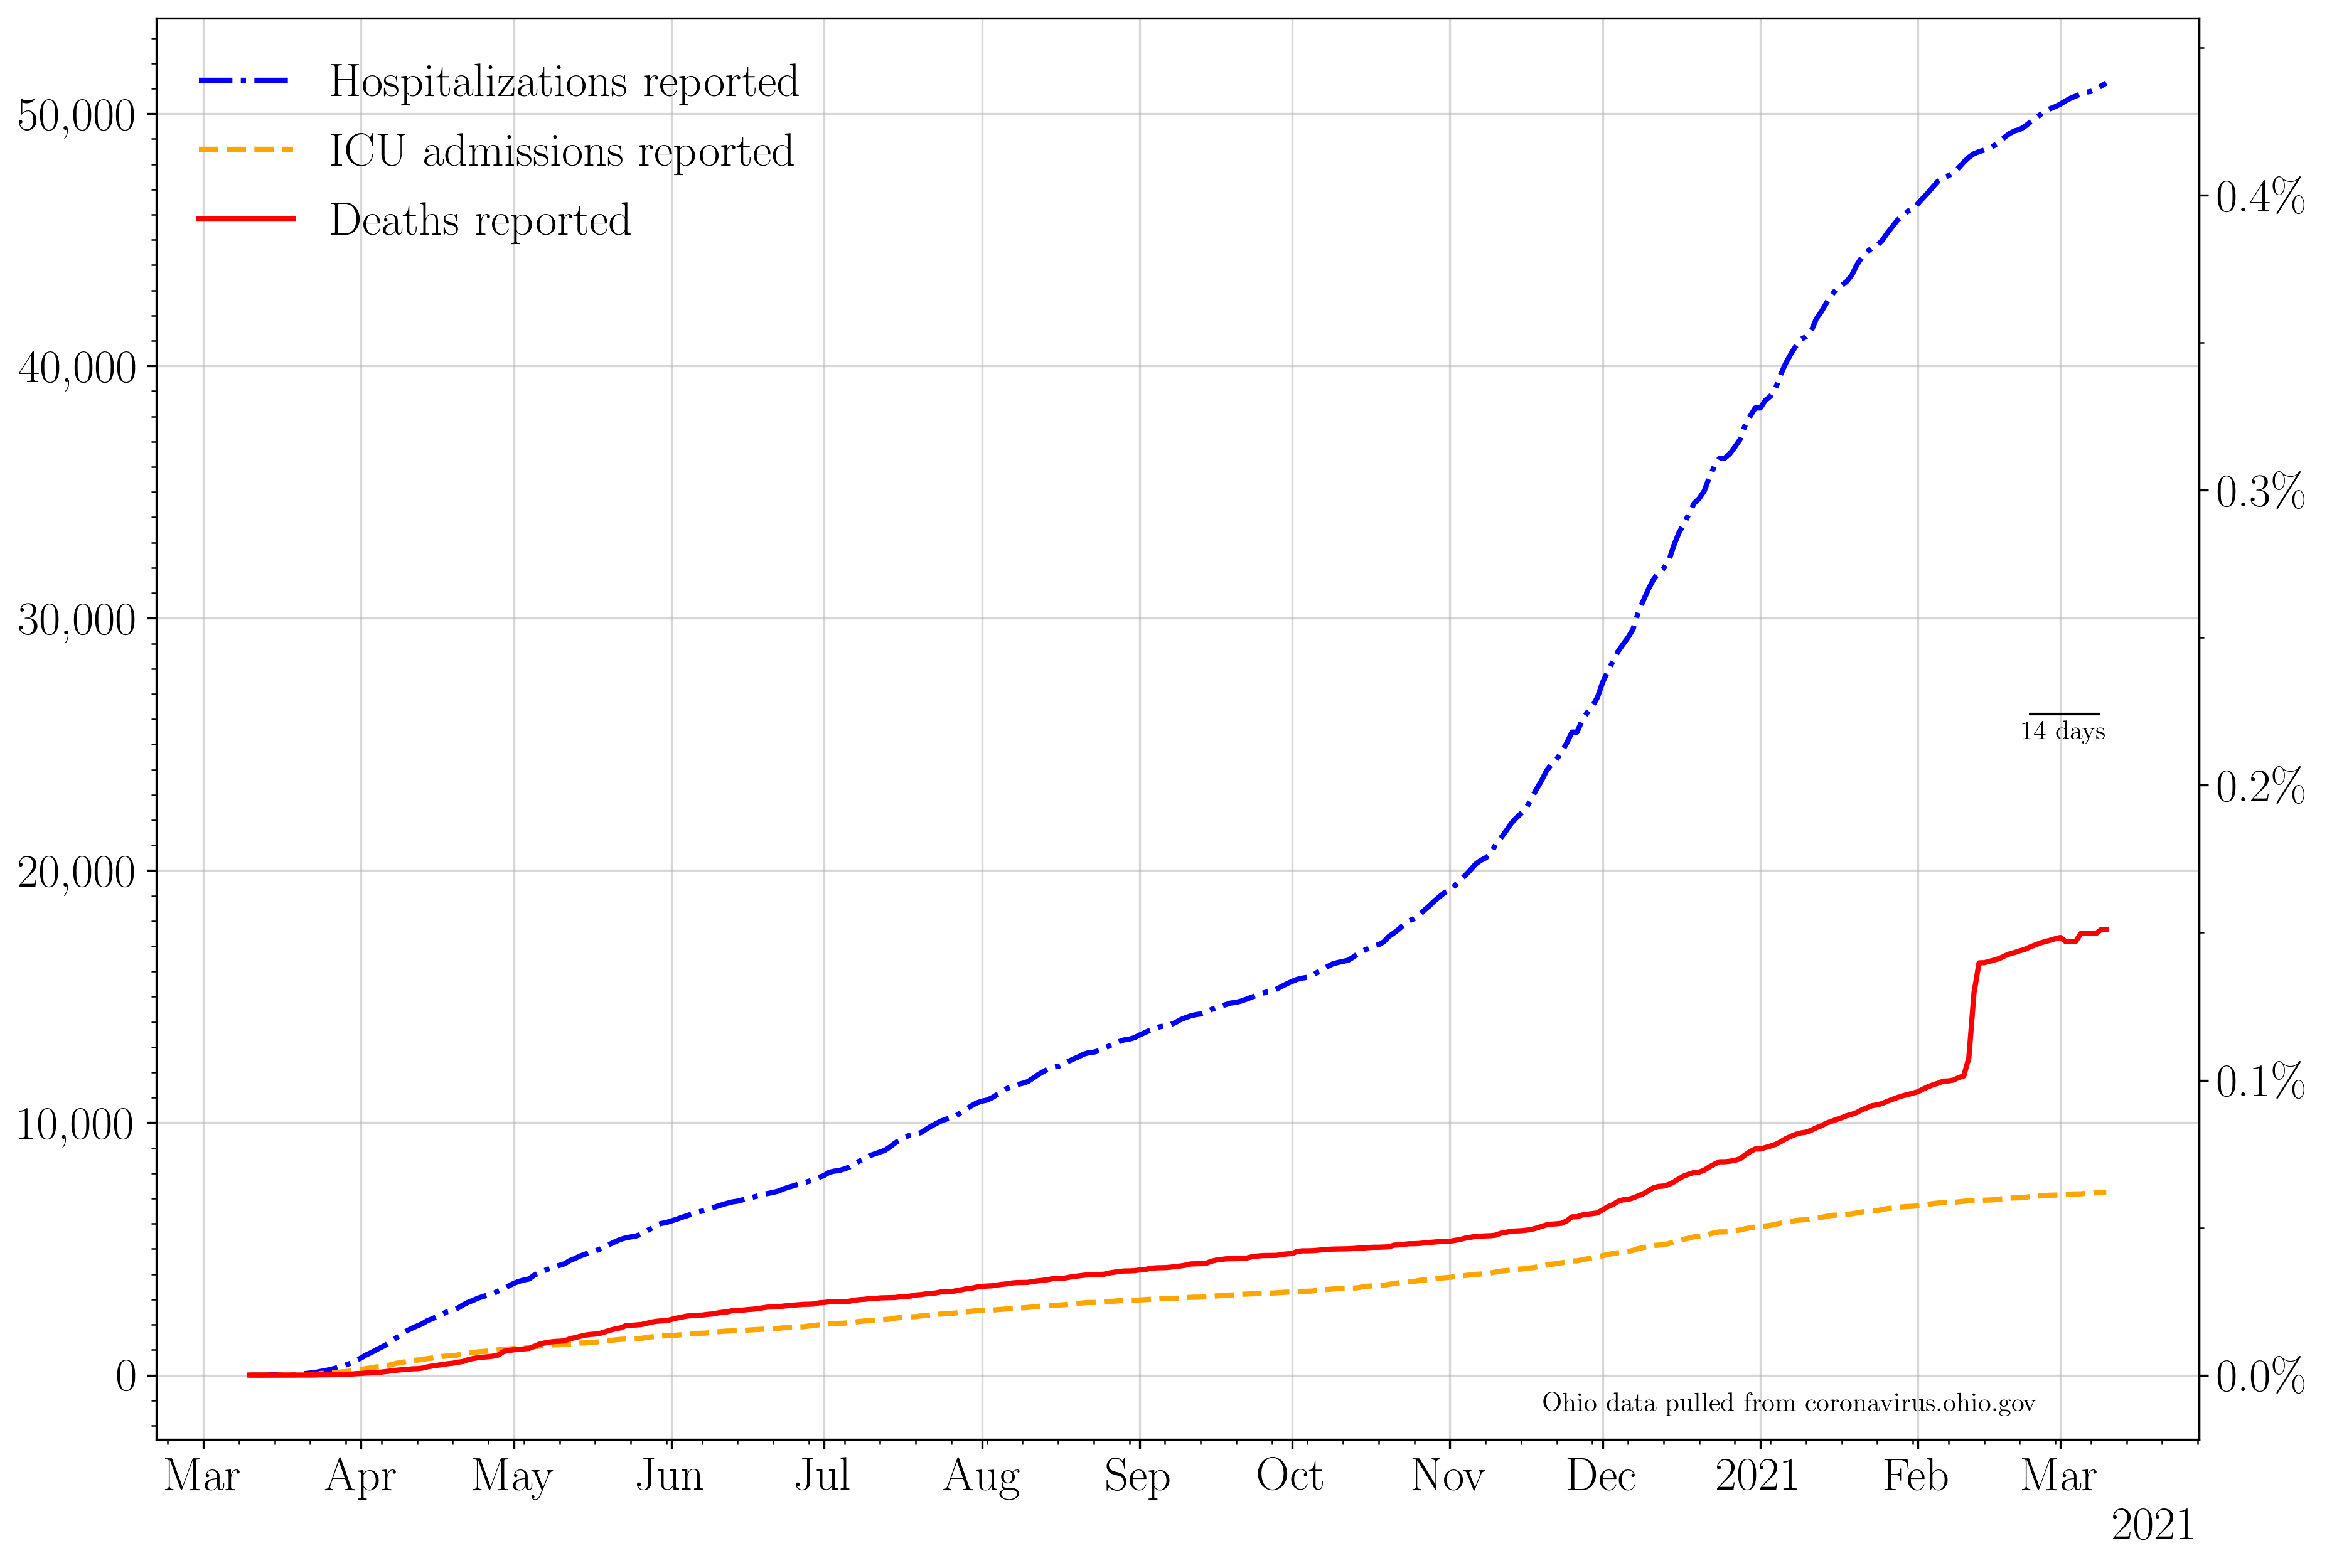 Hospitalizations reported
ICU admissions reported
Deaths reported
50,000
40,000
30,000
20,000
10,000
0
0.4%
0.3%
0.2%
0.1%
0.0%
14 days
Ohio data pulled from coronavirus.ohio.gov
Mar Apr May Jun Jul Aug Sep Oct Nov Dec 2021 Feb Mar
2021